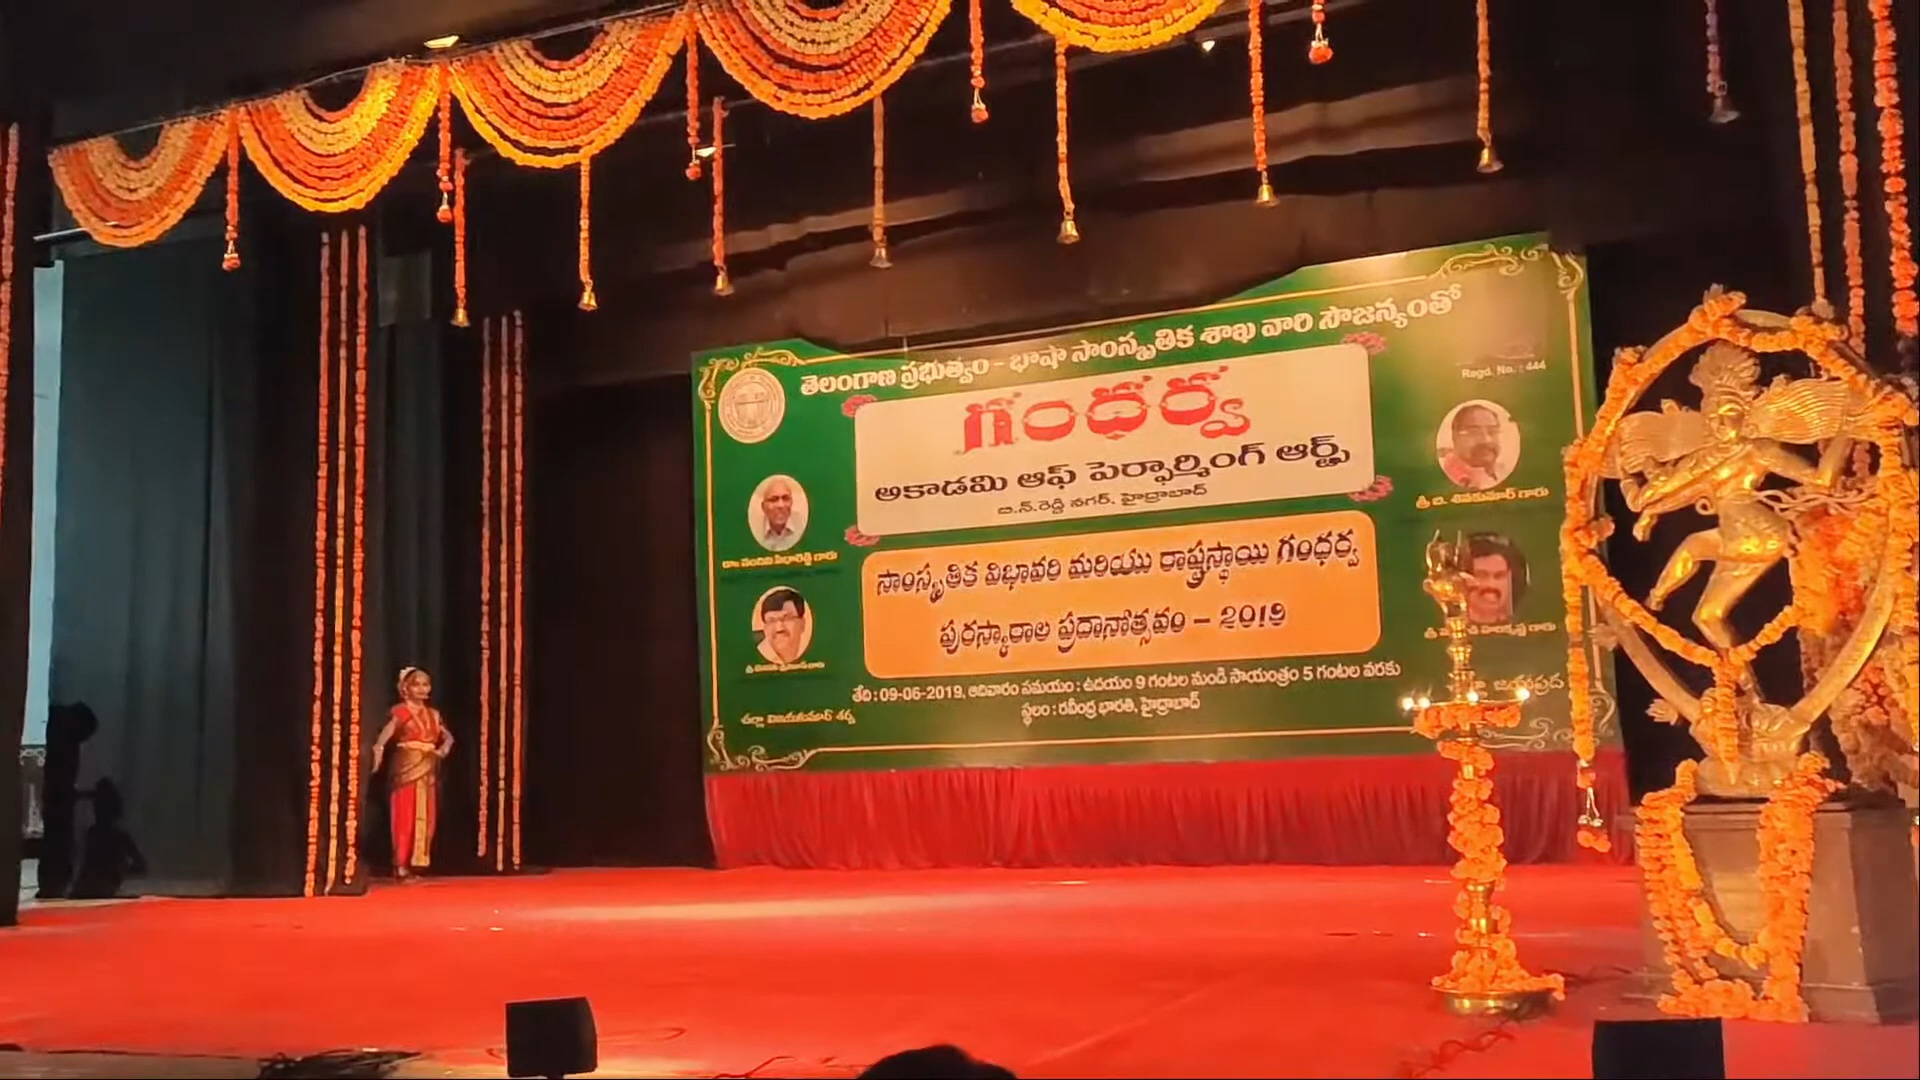 తెలంగాణ ప్రభుత్వం - భాషా సాంస్కృతిక శాఖ వారి సౌజన్యంతో
Regd. No. : 444
గంధర్వ
అకాడమి ఆఫ్ పెర్ఫార్మింగ్ ఆర్ట్స్
బి.న్.రెడ్డి నగర్, హైద్రాబాద్
డా. నందిని సిధారెడ్డి గారు
శ్రీ బి. శివకుమార్ గారు
సాంస్కృతిక విభావరి మరియు రాష్ట్రస్థాయి గంధర్వ
పురస్కారాల ప్రదానోత్సవం – 2019
తేది : 09-06-2019, ఆదివారం సమయం : ఉదయం 9 గంటల నుండి సాయంత్రం 5 గంటల వరకు
స్థలం : రవీంద్ర భారతి, హైద్రాబాద్